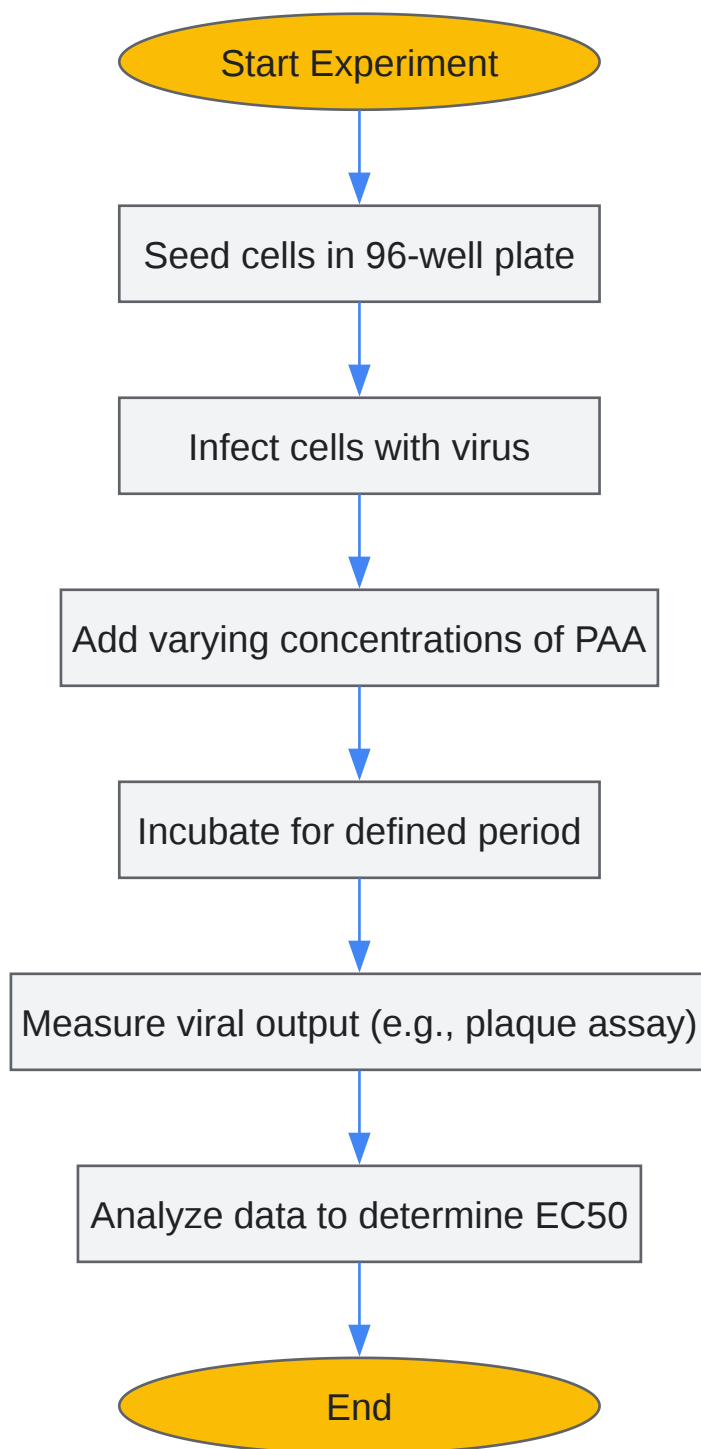 Start Experiment
Seed cells in 96-well plate
Infect cells with virus
Add varying concentrations of PAA
Incubate for defined period
Measure viral output (e.g., plaque assay)
Analyze data to determine EC50
End